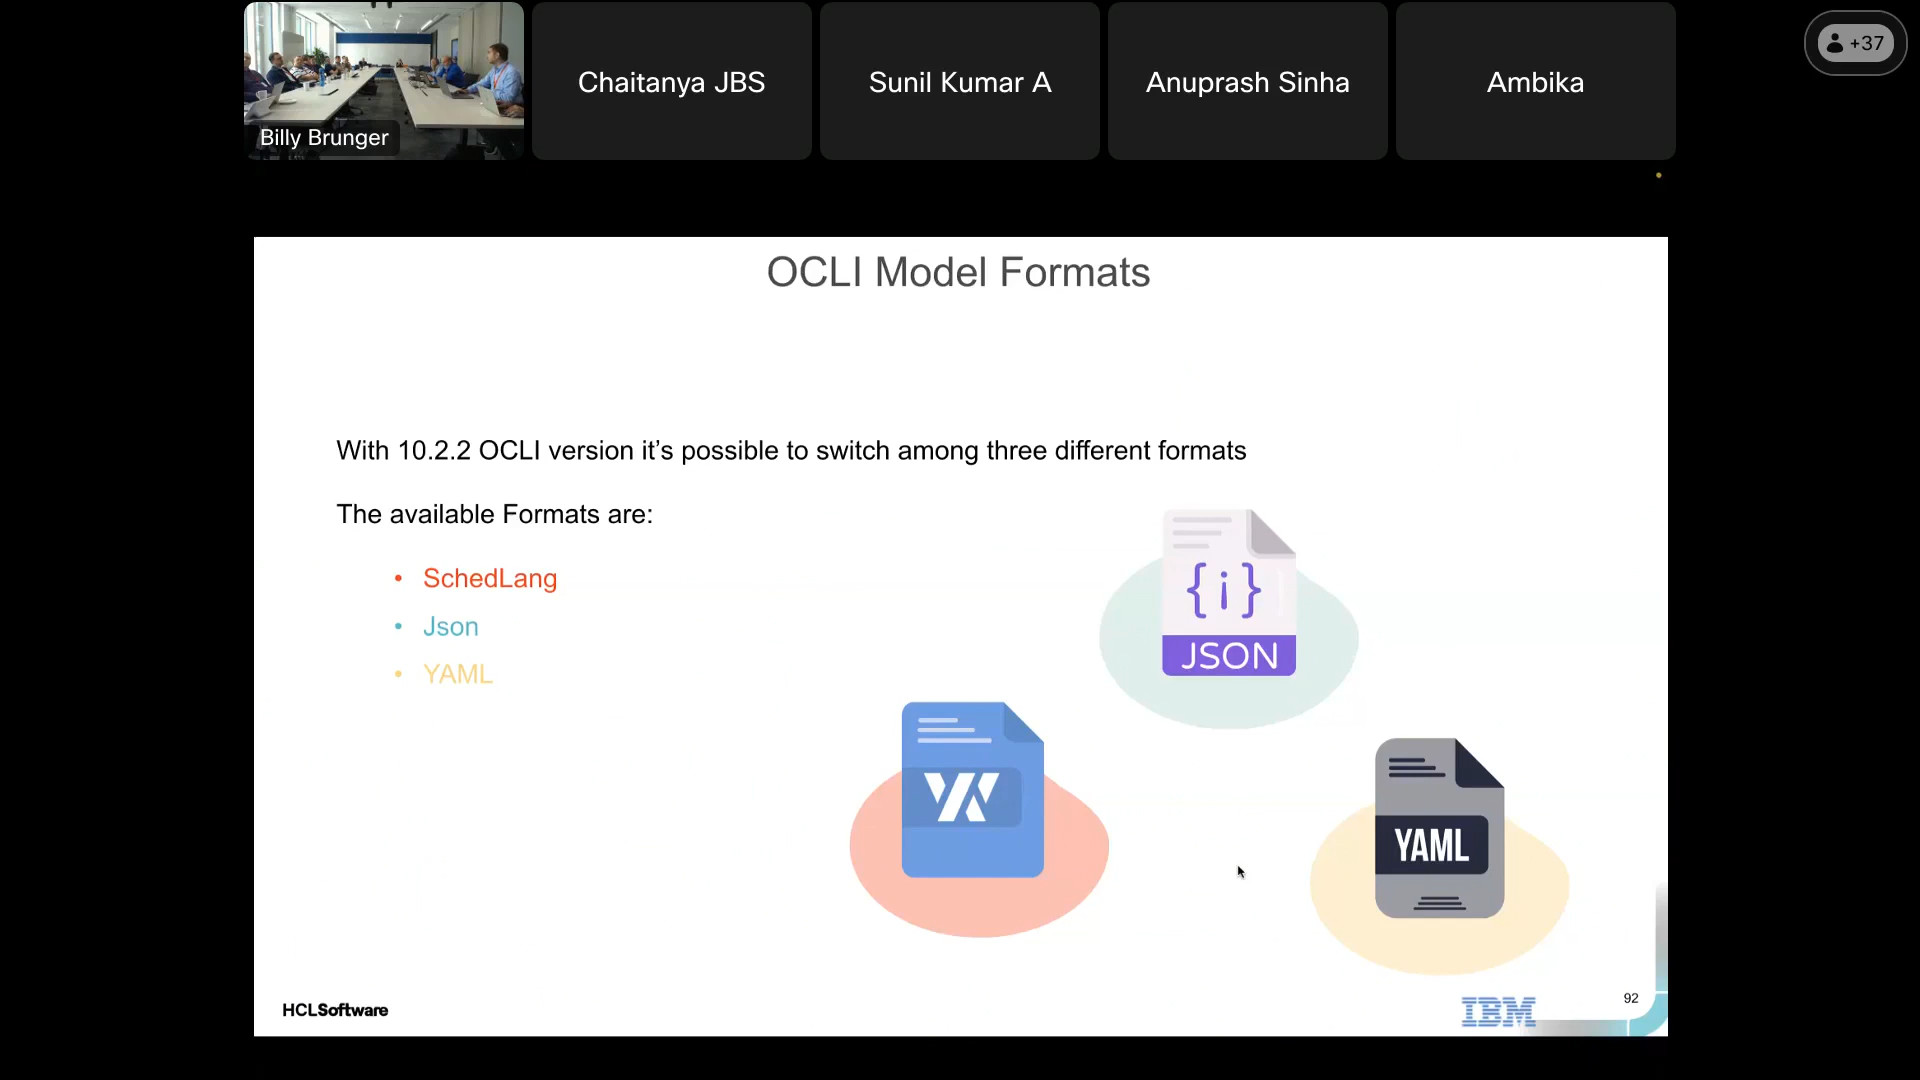 Billy Brunger
Chaitanya JBS
Sunil Kumar A
Anuprash Sinha
Ambika
+37
OCLI Model Formats
With 10.2.2 OCLI version it’s possible to switch among three different formats
The available Formats are:
• SchedLang
• Json
• YAML
{i}
JSON
YAML
HCLSoftware
IBM
92